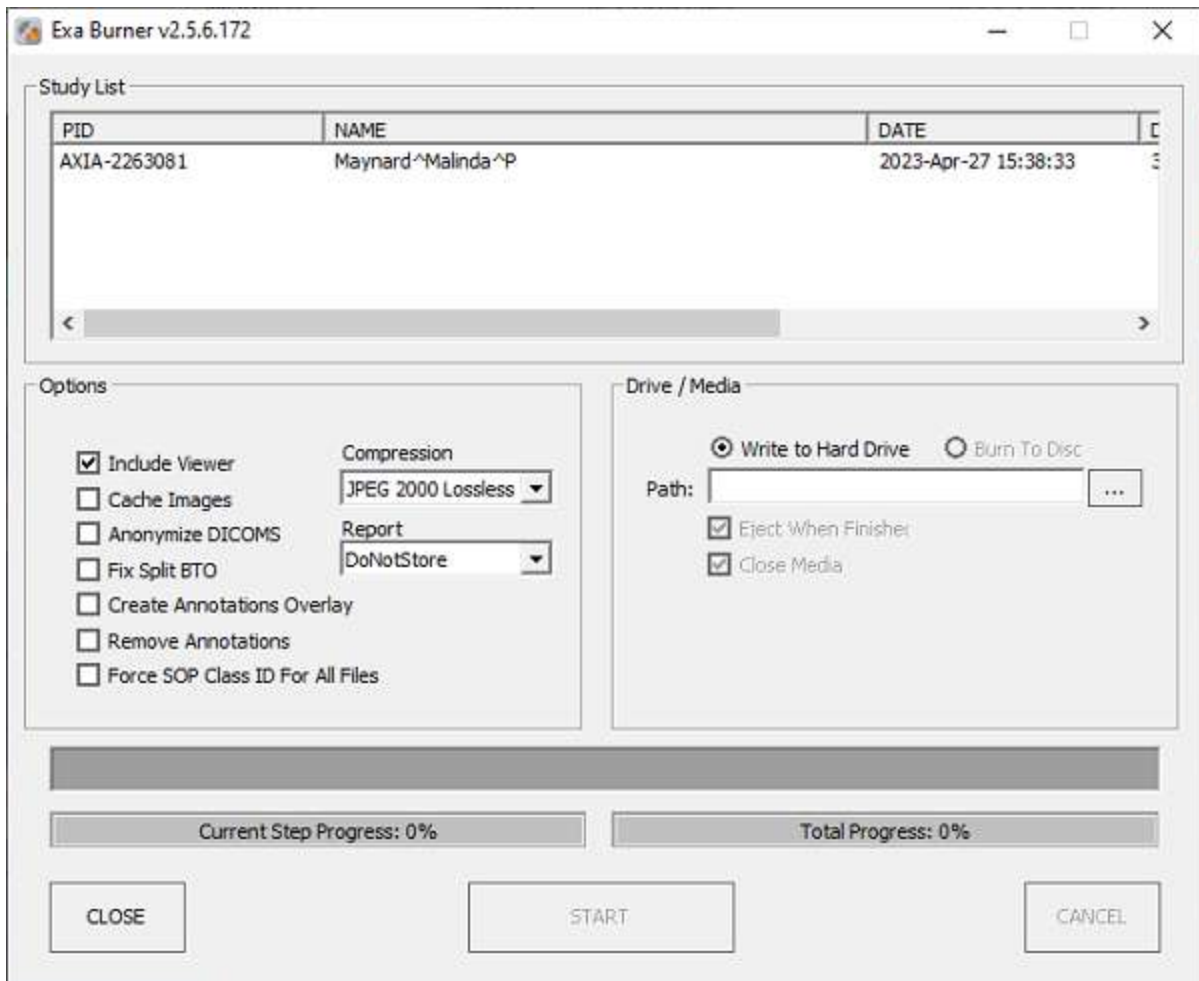 Exa Burner v2.5.6.172
Study List
PID NAME DATE
AXIA-2263081 Maynard^Malinda^P 2023-Apr-27 15:38:33
Options
Include Viewer
Cache Images
Anonymize DICOMS
Fix Split BTO
Create Annotations Overlay
Remove Annotations
Force SOP Class ID For All Files
Compression
JPEG 2000 Lossless
Report
DoNotStore
Drive / Media
Write to Hard Drive Burn To Disc
Path: ...
Eject When Finishe
Close Media
Current Step Progress: 0% Total Progress: 0%
CLOSE START CANCEL